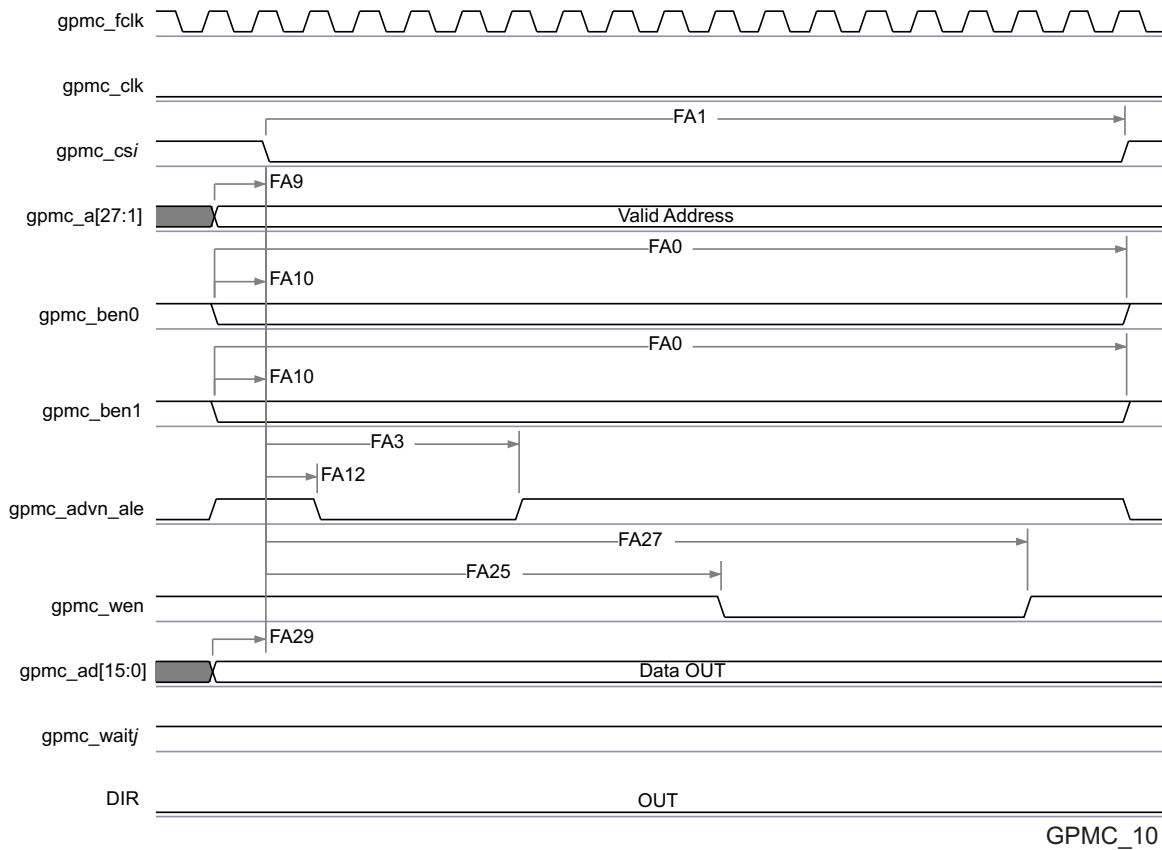 gpmc_fclk
gpmc_clk
FA1
gpmc_csi
FA9
gpmc_a[27:1]
Valid Address
FA0
FA10
gpmc_ben0
FA0
FA10
gpmc_ben1
FA3
FA12
gpmc_advn_ale
FA27
FA25
gpmc_wen
FA29
gpmc_ad[15:0]
Data OUT
gpmc_waitj
DIR
OUT
GPMC_10